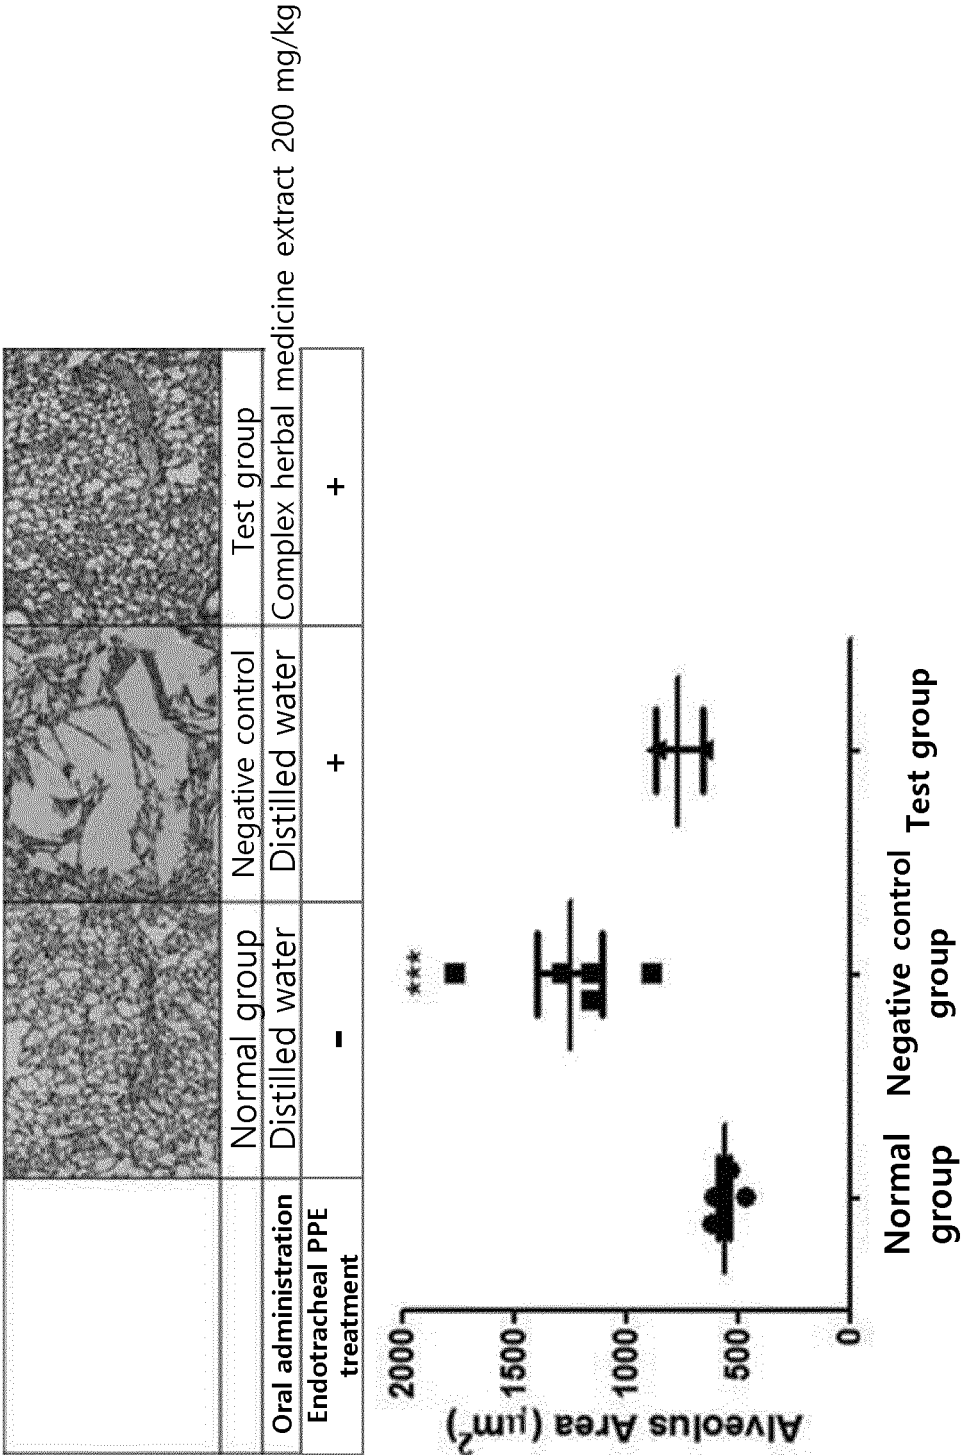 Normal group
Negative control
Test group
Oral administration
Distilled water
Distilled water
Complex herbal medicine extract 200 mg/kg
Endotracheal PPE
treatment
-
+
+
Alveolus Area (μm²)
2000
1500
1000
500
0
***
Normal
group
Negative control
group
Test group